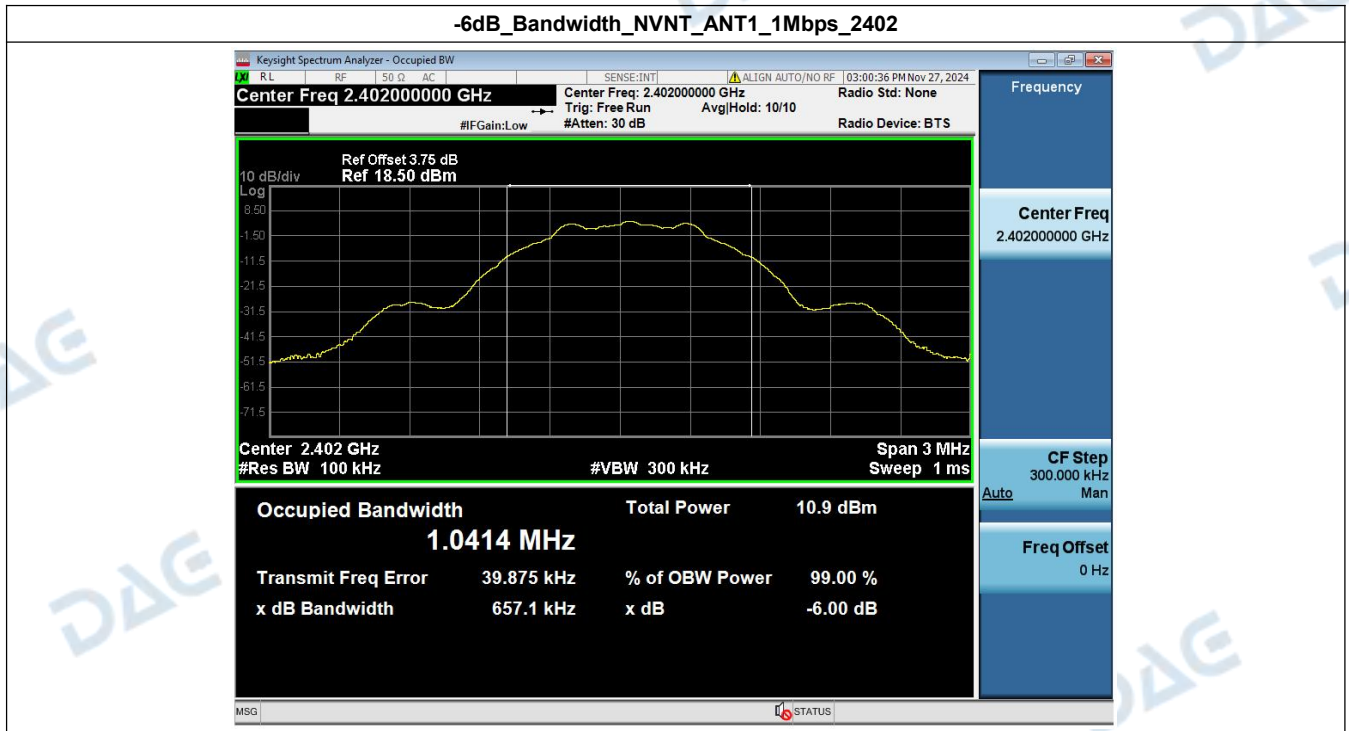 -6dB_Bandwidth_NVNT_ANT1_1Mbps_2402
Keysight Spectrum Analyzer - Occupied BW
LXI RL RF 50 Ω AC SENSE:INT ALIGN AUTO/NO RF 03:00:36 PM Nov 27, 2024
Center Freq 2.402000000 GHz Center Freq: 2.402000000 GHz Radio Std: None
Trig: Free Run Avg|Hold: 10/10
#IFGain:Low #Atten: 30 dB Radio Device: BTS
Ref Offset 3.75 dB
10 dB/div Ref 18.50 dBm
Log
8.50
-1.50
-11.5
-21.5
-31.5
-41.5
-51.5
-61.5
-71.5
Center 2.402 GHz Span 3 MHz
#Res BW 100 kHz #VBW 300 kHz Sweep 1 ms
Occupied Bandwidth Total Power 10.9 dBm
1.0414 MHz
Transmit Freq Error 39.875 kHz % of OBW Power 99.00 %
x dB Bandwidth 657.1 kHz x dB -6.00 dB
MSG STATUS
Frequency
Center Freq
2.402000000 GHz
CF Step
300.000 kHz
Auto Man
Freq Offset
0 Hz
DAE
DAE
DAE